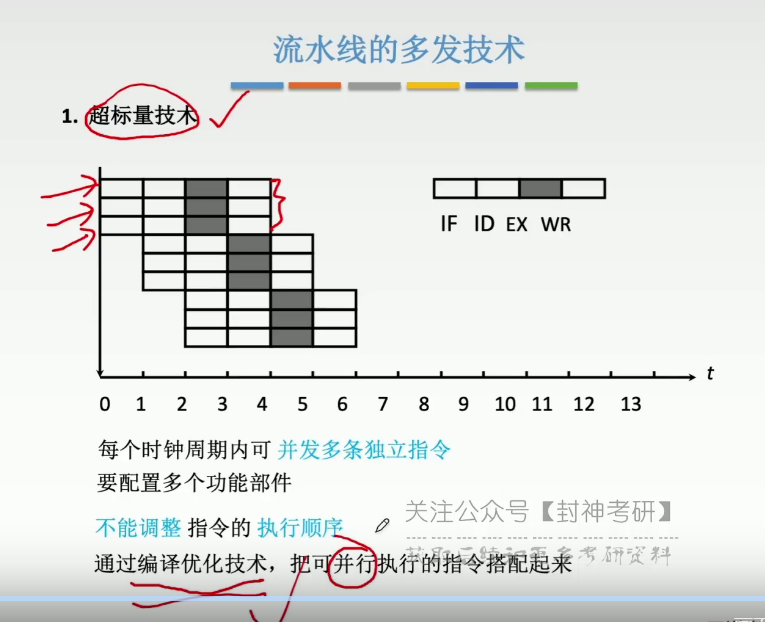 流水线的多发技术
1. 超标量技术
IF ID EX WR
t
0 1 2 3 4 5 6 7 8 9 10 11 12 13
每个时钟周期内可 并发多条独立指令
要配置多个功能部件
不能调整 指令的 执行顺序
关注公众号【封神考研】
通过编译优化技术，把可并行执行的指令搭配起来